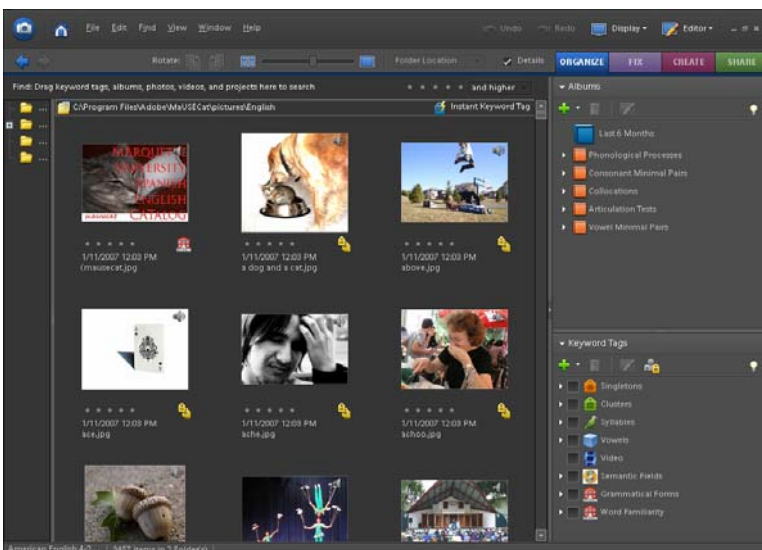 File Edit Find View Window Help Undo Redo Display Editor
Rotate: Folder Location Details ORGANIZE FIX CREATE SHARE
Find: Drag keyword tags, albums, photos, videos, and projects here to search and higher
Albums
C:\Program Files\Adobe\MaUSECat\pictures\English Instant Keyword Tag
Last 6 Months
Phonological Processes
Consonant Minimal Pairs
Collocations
Articulation Tests
Vowel Minimal Pairs
MARQUETTE
UNIVERSITY
SPANISH
ENGLISH
CATALOG
1/11/2007 12:03 PM 1/11/2007 12:03 PM 1/11/2007 12:03 PM
(mausecat.jpg a dog and a cat.jpg above.jpg
Keyword Tags
Singletons
Clusters
Syllables
Vowels
Video
Semantic Fields
Grammatical Forms
Word Familiarity
1/11/2007 12:03 PM 1/11/2007 12:03 PM 1/11/2007 12:03 PM
ace.jpg ache.jpg achoo.jpg